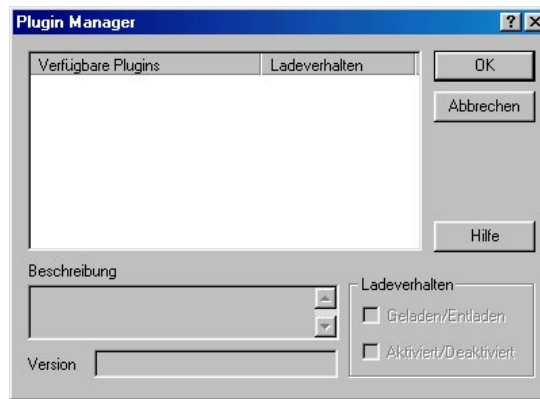 Plugin Manager
Verfügbare Plugins Ladeverhalten
OK
Abbrechen
Hilfe
Beschreibung
Ladeverhalten
Geladen/Entladen
Aktiviert/Deaktiviert
Version